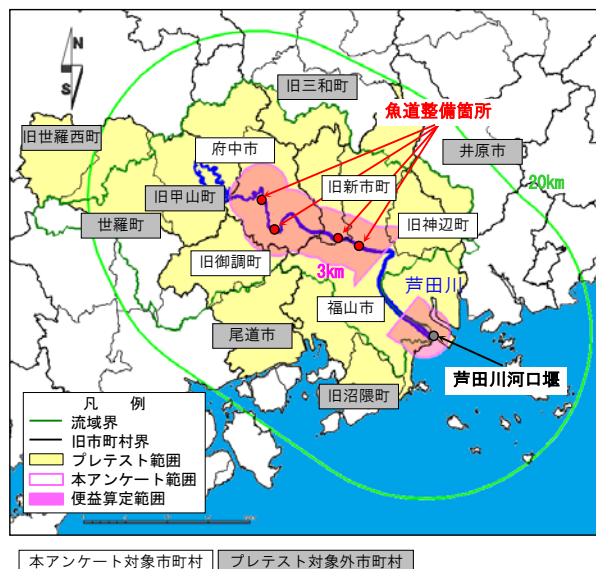 N
S
旧三和町
魚道整備箇所
旧世羅西町
府中市
井原市
20km
旧新市町
旧甲山町
世羅町
旧神辺町
旧御調町
3km
芦田川
福山市
尾道市
芦田川河口堰
旧沼隈町
凡 例
流域界
旧市町村界
プレテスト範囲
本アンケート範囲
便益算定範囲
本アンケート対象市町村
プレテスト対象外市町村